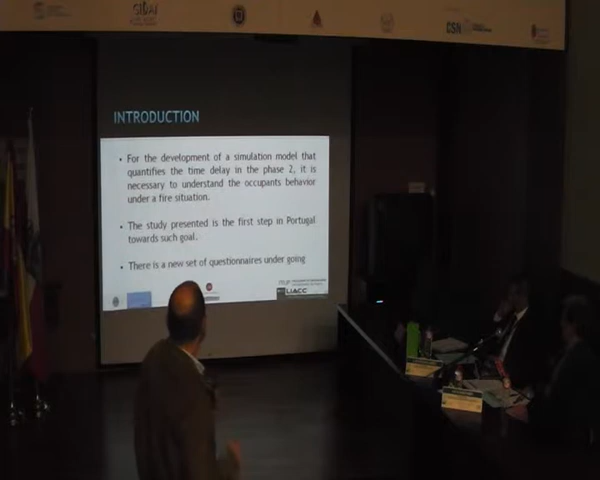 GIDAI
CSN
INTRODUCTION
• For the development of a simulation model that
quantifies the time delay in the phase 2, it is
necessary to understand the occupants behavior
under a fire situation.
• The study presented is the first step in Portugal
towards such goal.
• There is a new set of questionnaires under going
LIACC